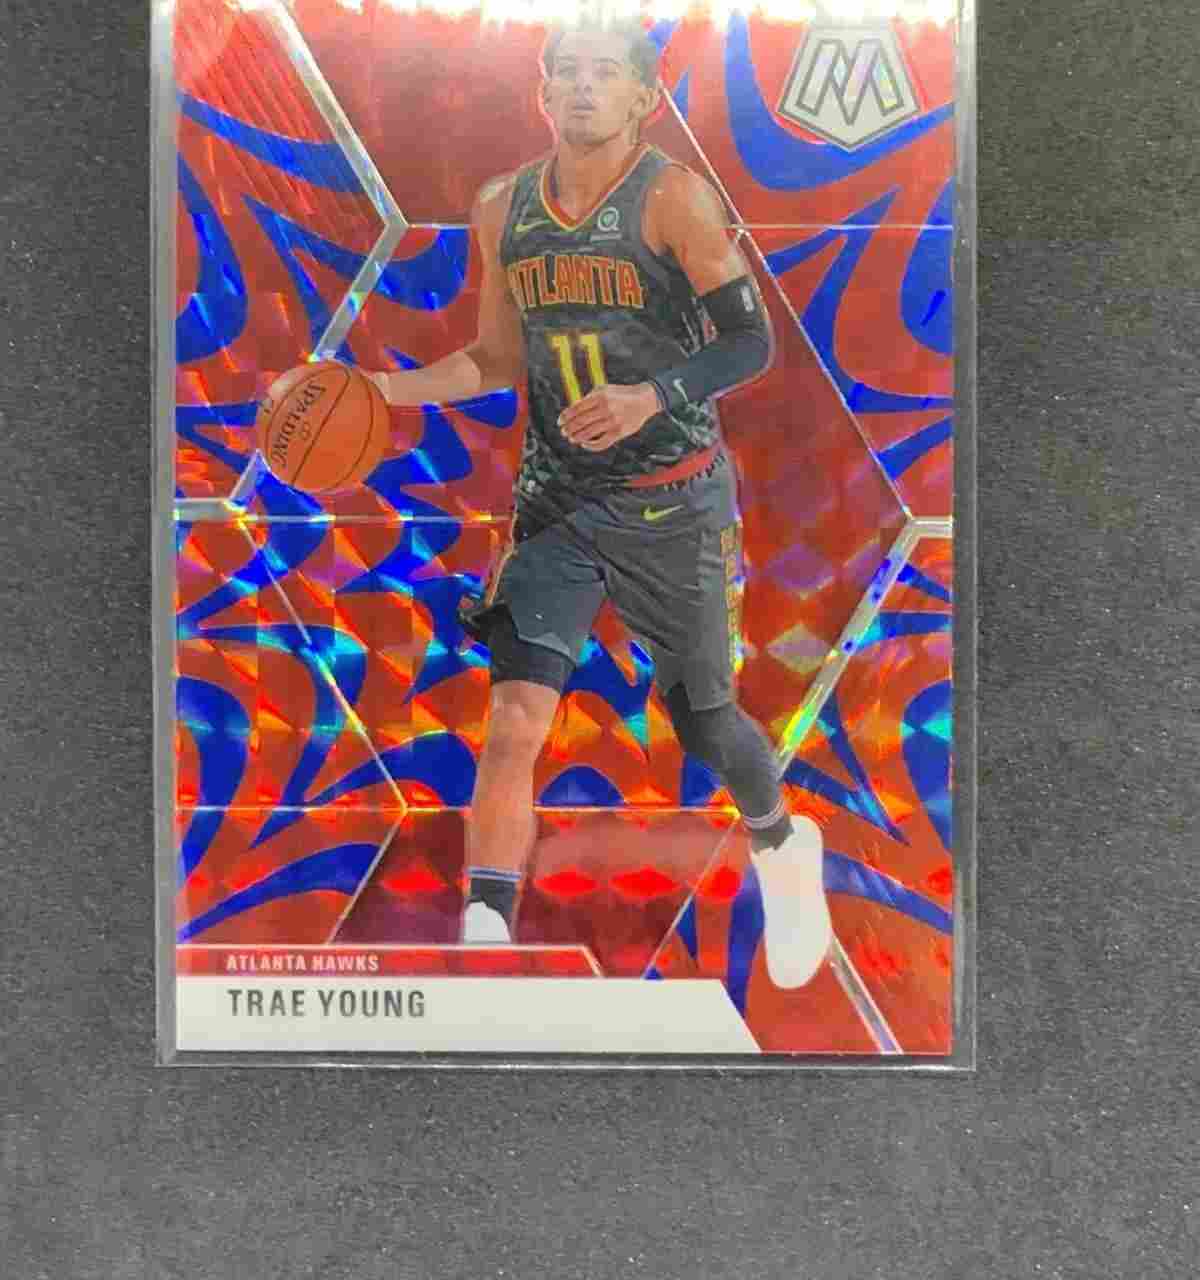 M
ATLANTA
11
SPALDING
ATLANTA HAWKS
TRAE YOUNG